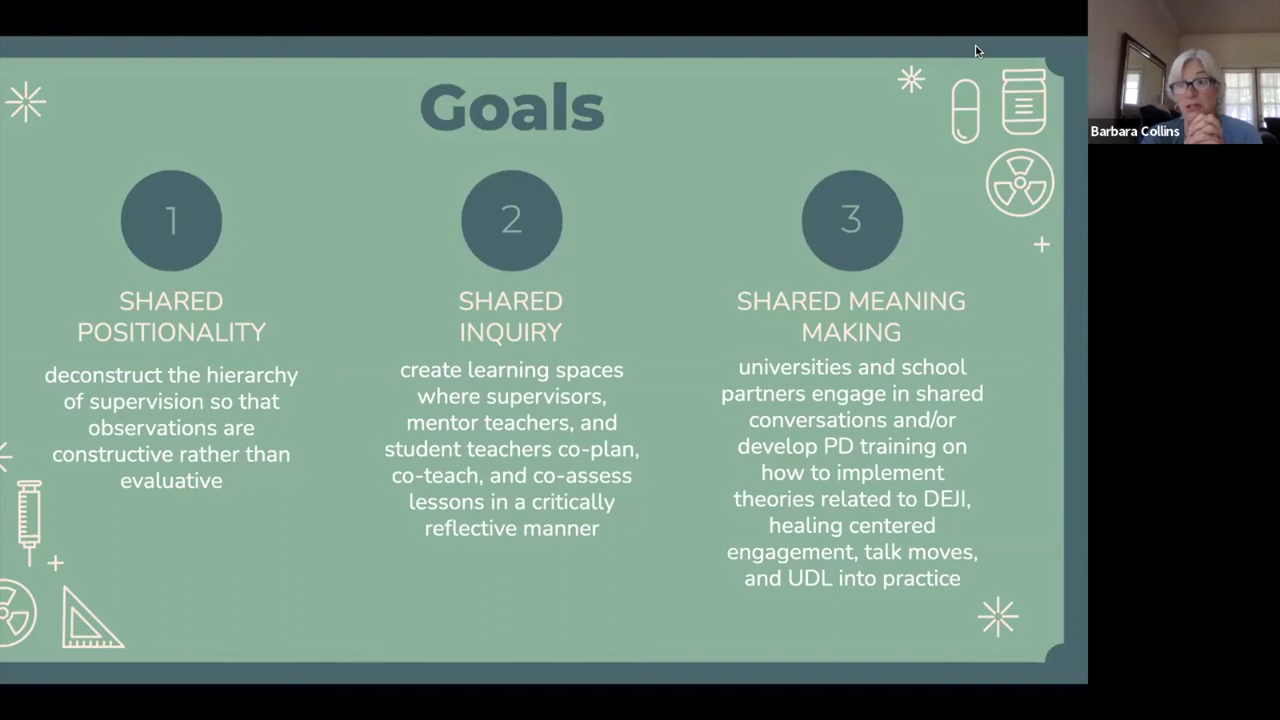 Goals
1
SHARED
POSITIONALITY
deconstruct the hierarchy
of supervision so that
observations are
constructive rather than
evaluative
2
SHARED
INQUIRY
create learning spaces
where supervisors,
mentor teachers, and
student teachers co-plan,
co-teach, and co-assess
lessons in a critically
reflective manner
3
SHARED MEANING
MAKING
universities and school
partners engage in shared
conversations and/or
develop PD training on
how to implement
theories related to DEJI,
healing centered
engagement, talk moves,
and UDL into practice
Barbara Collins